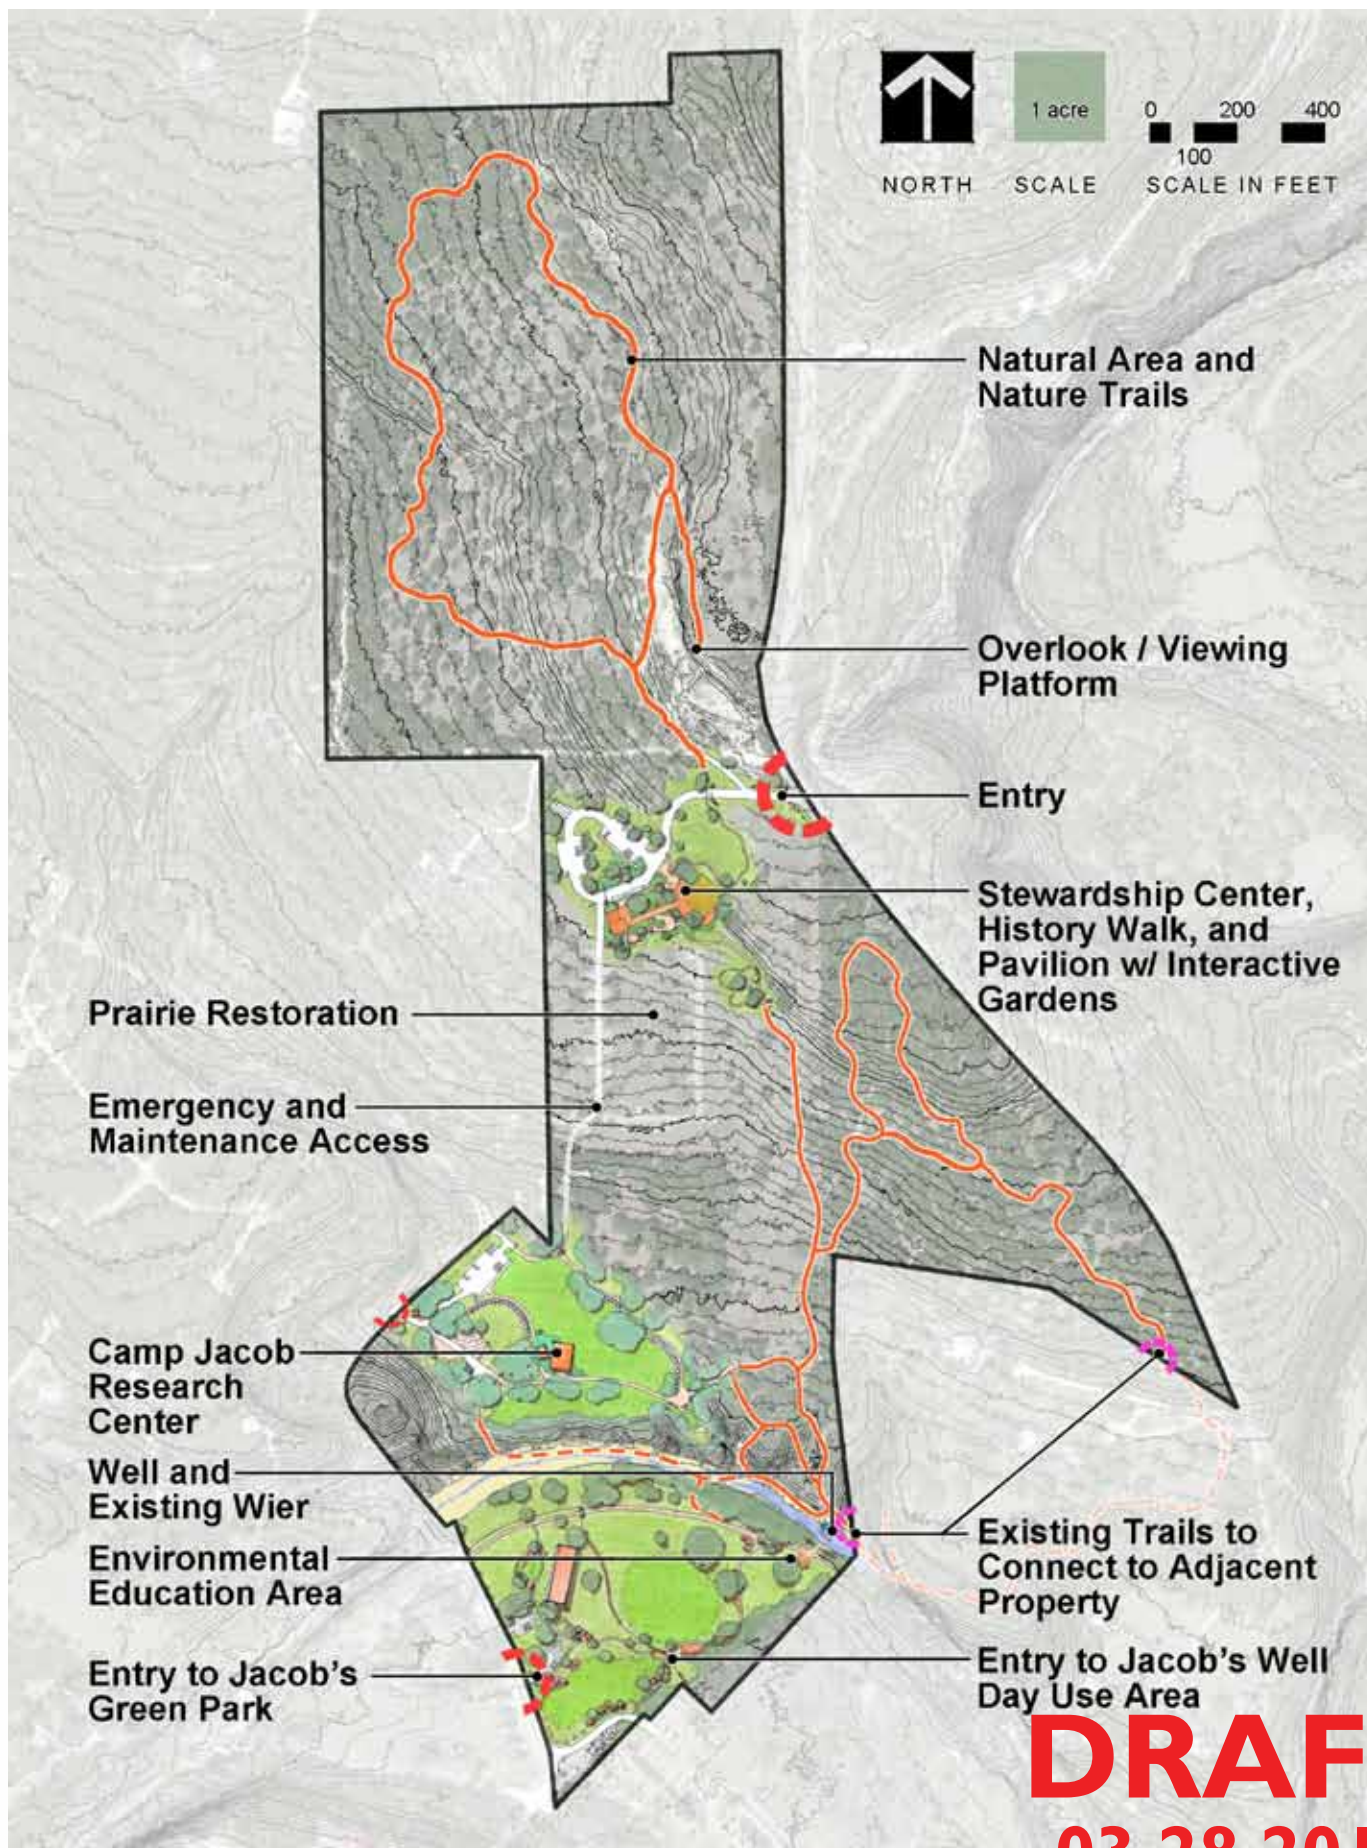 1 acre
0 200 400
100
NORTH SCALE SCALE IN FEET
Natural Area and
Nature Trails
Overlook / Viewing
Platform
Entry
Stewardship Center,
History Walk, and
Pavilion w/ Interactive
Gardens
Prairie Restoration
Emergency and
Maintenance Access
Camp Jacob
Research
Center
Well and
Existing Wier
Environmental
Education Area
Entry to Jacob's
Green Park
Existing Trails to
Connect to Adjacent
Property
Entry to Jacob's Well
Day Use Area
DRAF